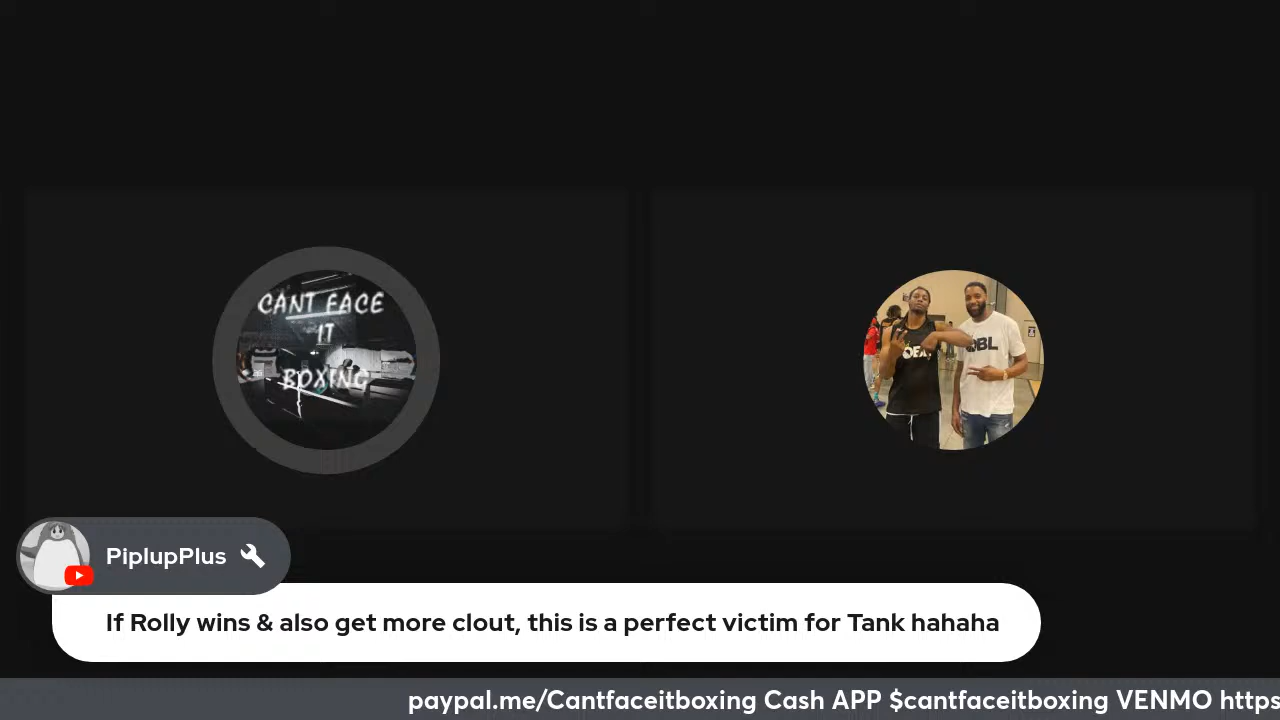 CANT FACE
IT
BOXING
PiplupPlus
If Rolly wins & also get more clout, this is a perfect victim for Tank hahaha
paypal.me/Cantfaceitboxing Cash APP $cantfaceitboxing VENMO https